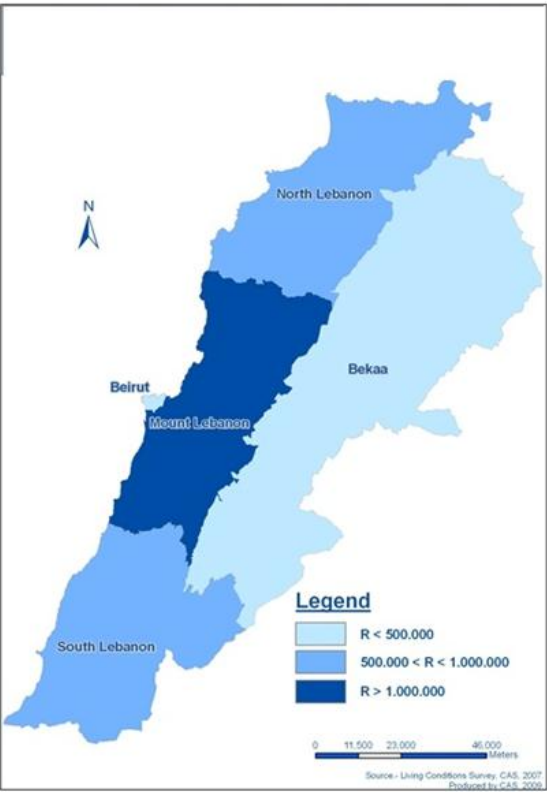 North Lebanon
N
Bekaa
Beirut
Mount Lebanon
South Lebanon
Legend
R < 500.000
500.000 < R < 1.000.000
R > 1.000.000
0 11.500 23.000 46.000
Meters
Source.- Living Conditions Survey, CAS, 2007
Produced by CAS, 2009